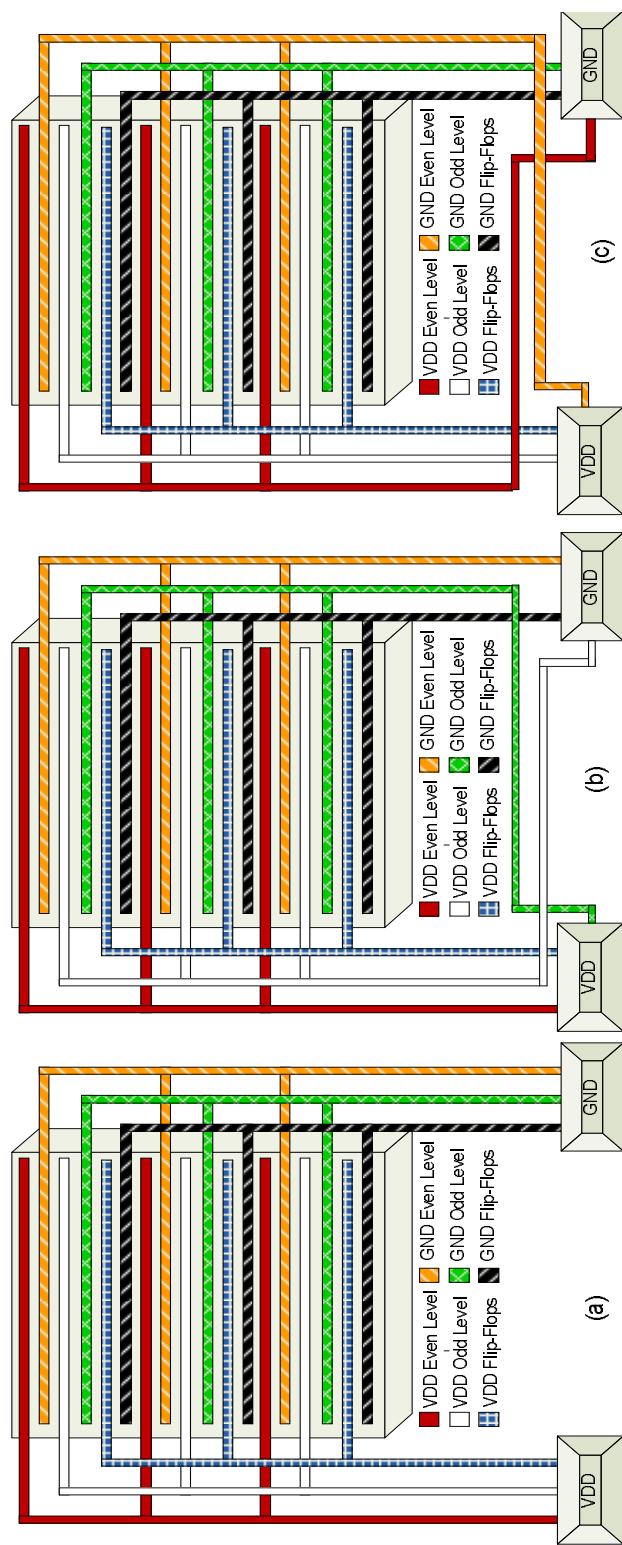 VDD Even Level
GND Even Level
VDD Odd Level
GND Odd Level
VDD Flip-Flops
GND Flip-Flops
VDD
GND
(a)
VDD Even Level
GND Even Level
VDD Odd Level
GND Odd Level
VDD Flip-Flops
GND Flip-Flops
VDD
GND
(b)
VDD Even Level
GND Even Level
VDD Odd Level
GND Odd Level
VDD Flip-Flops
GND Flip-Flops
VDD
GND
(c)